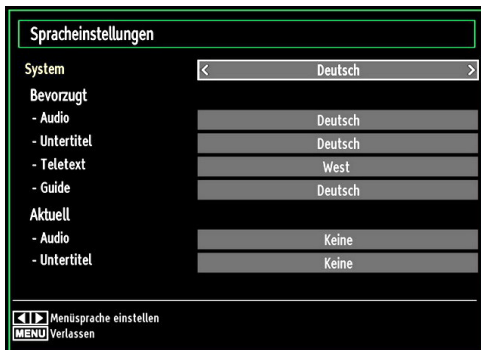 Spracheinstellungen
System < Deutsch >
Bevorzugt
- Audio Deutsch
- Untertitel Deutsch
- Teletext West
- Guide Deutsch
Aktuell
- Audio Keine
- Untertitel Keine
Menüsprache einstellen
MENU Verlassen